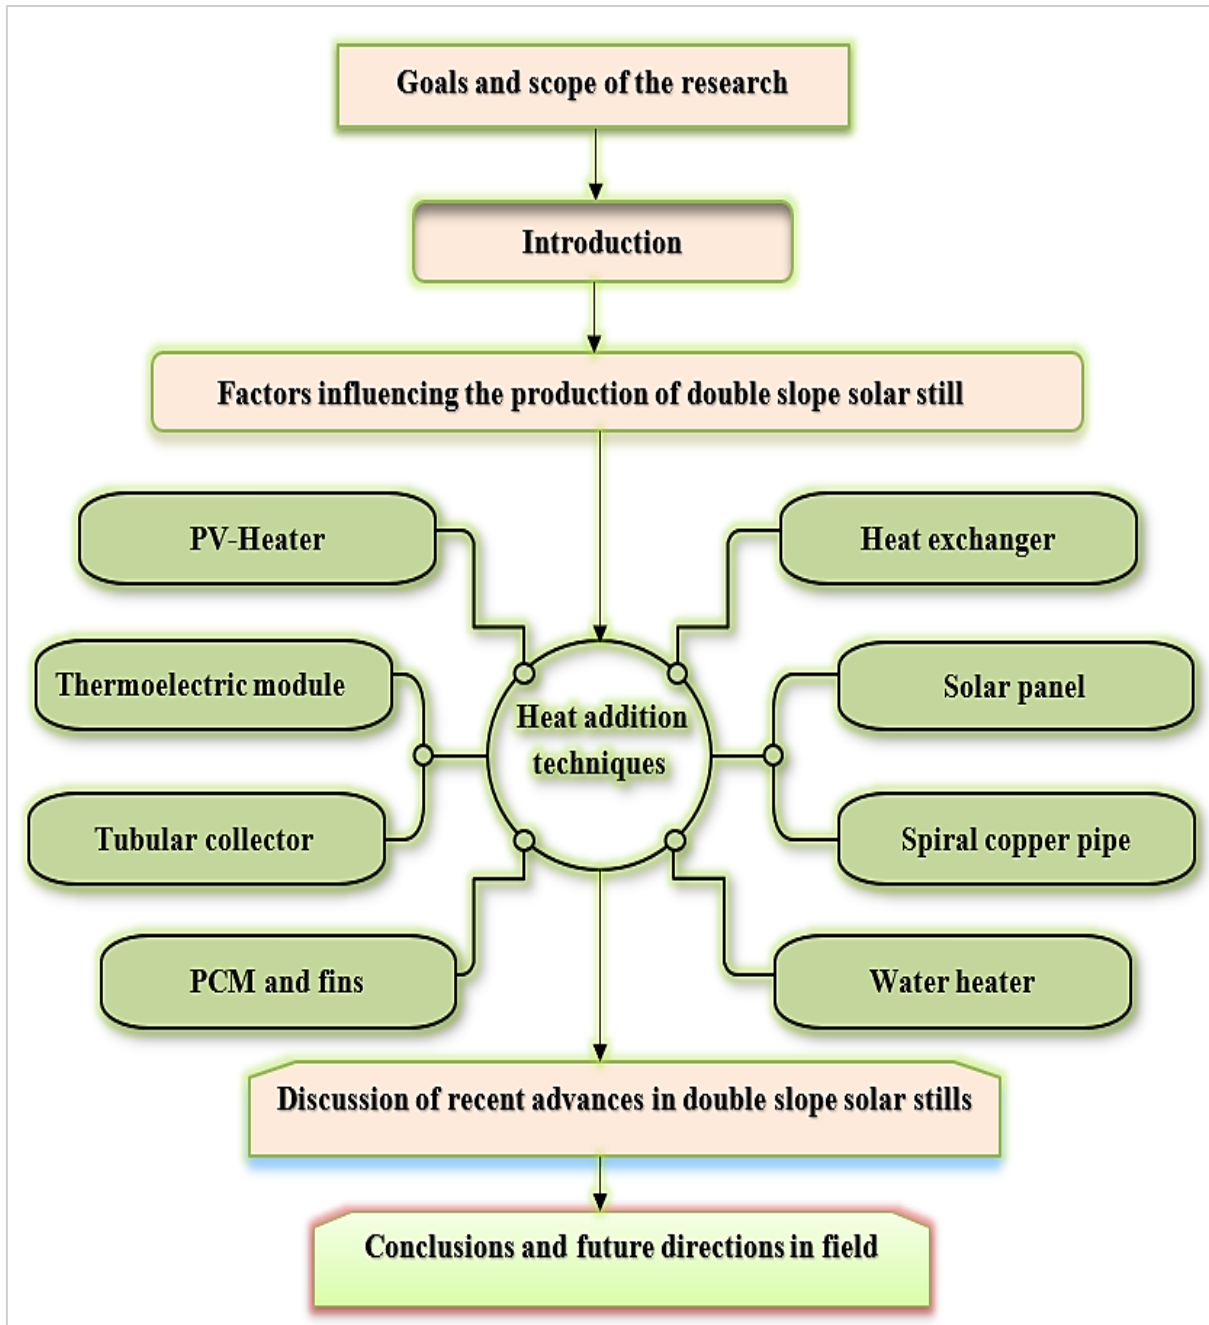 Goals and scope of the research
Introduction
Factors influencing the production of double slope solar still
PV-Heater
Heat exchanger
Thermoelectric module
Solar panel
Heat addition
techniques
Tubular collector
Spiral copper pipe
PCM and fins
Water heater
Discussion of recent advances in double slope solar stills
Conclusions and future directions in field